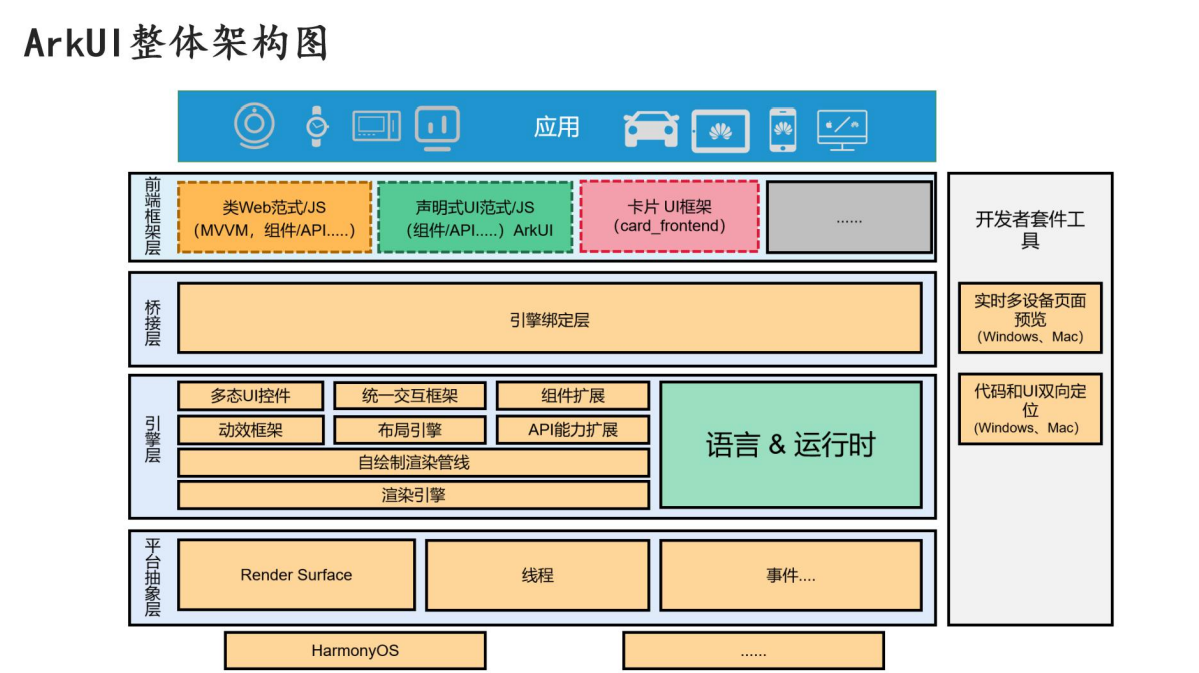 ArkUI整体架构图
应用
前端框架层
类Web范式/JS
(MVVM，组件/API.....)
声明式UI范式/JS
(组件/API.....) ArkUI
卡片 UI框架
(card_frontend)
......
桥接层
引擎绑定层
引擎层
多态UI控件
统一交互框架
组件扩展
动效框架
布局引擎
API能力扩展
自绘制渲染管线
渲染引擎
语言 & 运行时
平台抽象层
Render Surface
线程
事件....
HarmonyOS
......
开发者套件工
具
实时多设备页面
预览
(Windows、Mac)
代码和UI双向定
位
(Windows、Mac)